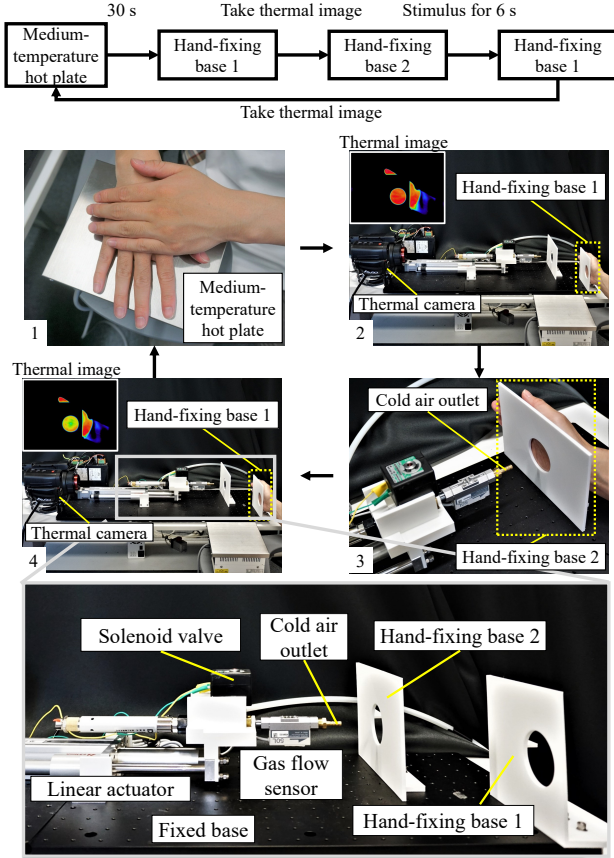 30 s
Take thermal image
Stimulus for 6 s
Medium-
temperature
hot plate
Hand-fixing
base 1
Hand-fixing
base 2
Hand-fixing
base 1
Take thermal image
Medium-
temperature
hot plate
1
Thermal image
Hand-fixing base 1
Thermal camera
2
Thermal image
Hand-fixing base 1
Thermal camera
4
Cold air outlet
Hand-fixing base 2
3
Solenoid valve
Cold air
outlet
Hand-fixing base 2
Linear actuator
Gas flow
sensor
Fixed base
Hand-fixing base 1